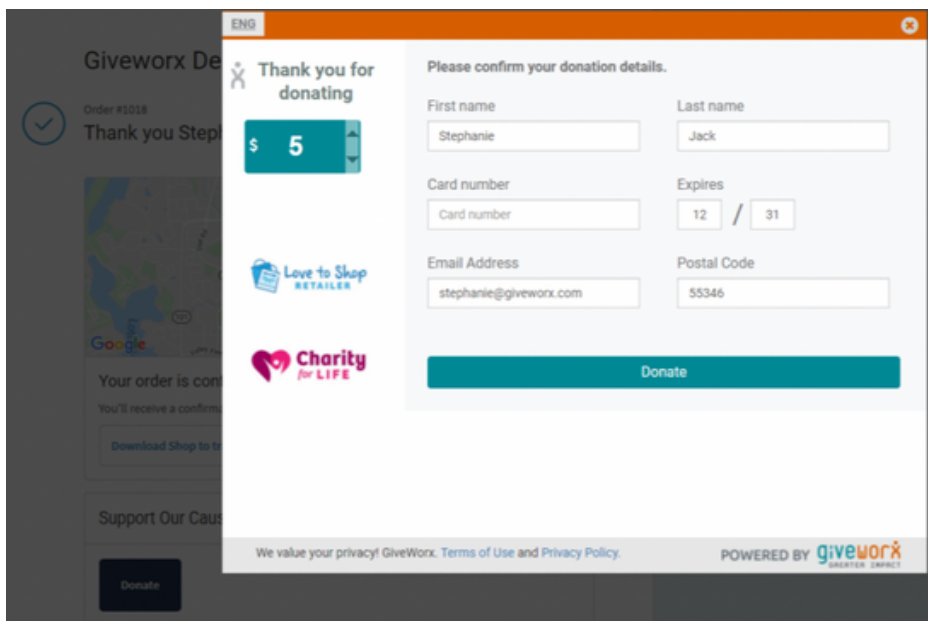 ENG
Giveworx De
Order #1018
Thank you Steph
Google
Your order is con
You'll receive a confirma
Download Shop to tr
Support Our Caus
Donate
Thank you for
donating
$ 5
Love to Shop
RETAILER
Charity
for LIFE
Please confirm your donation details.
First name
Last name
Stephanie
Jack
Card number
Expires
Card number
12 / 31
Email Address
Postal Code
stephanie@giveworx.com
55346
Donate
We value your privacy! GiveWorx. Terms of Use and Privacy Policy.
POWERED BY giveworx
GREATER IMPACT